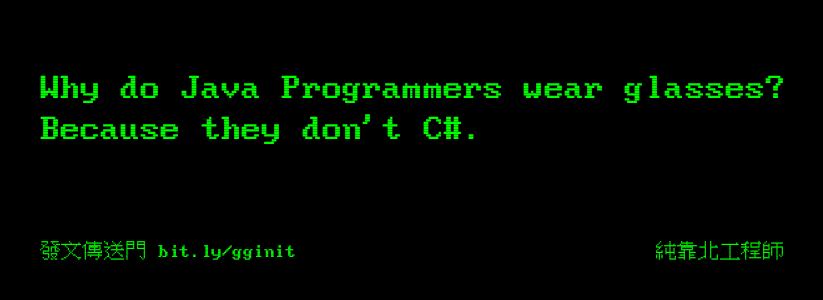 Why do Java Programmers wear glasses?
Because they don't C#.
發文傳送門 bit.ly/gginit
純靠北工程師